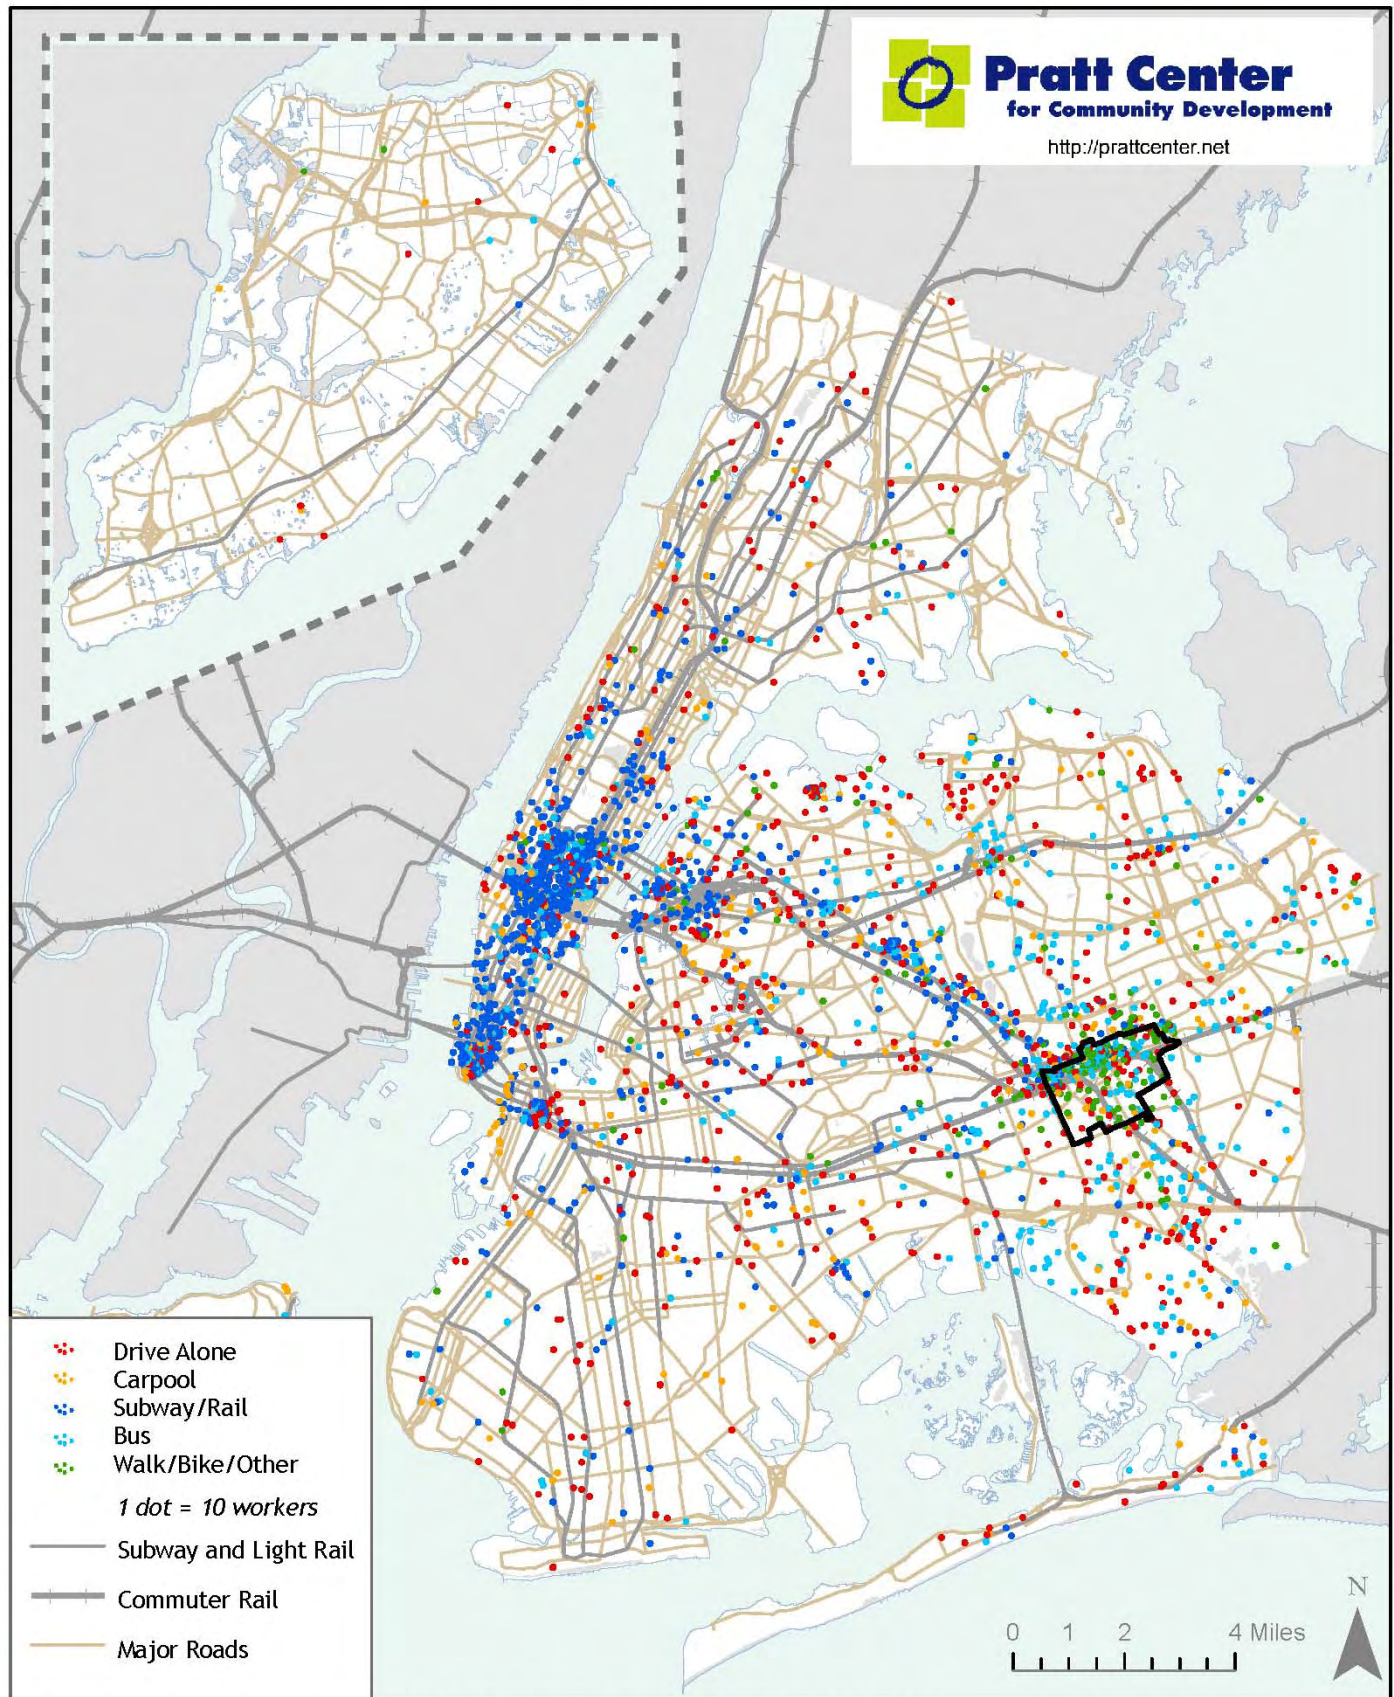 Pratt Center
for Community Development
http://prattcenter.net
Drive Alone
Carpool
Subway/Rail
Bus
Walk/Bike/Other
1 dot = 10 workers
Subway and Light Rail
Commuter Rail
Major Roads
N
0 1 2 4 Miles